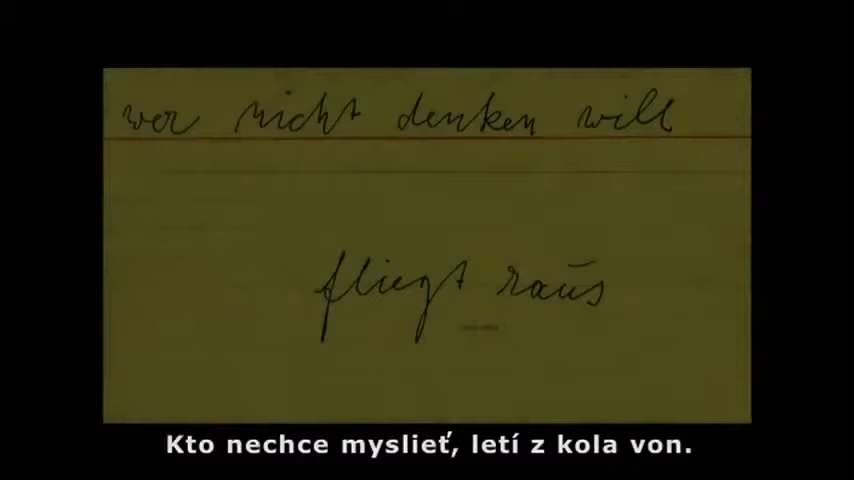 wer nicht denken will
fliegt raus
Kto nechce myslieť, letí z kola von.